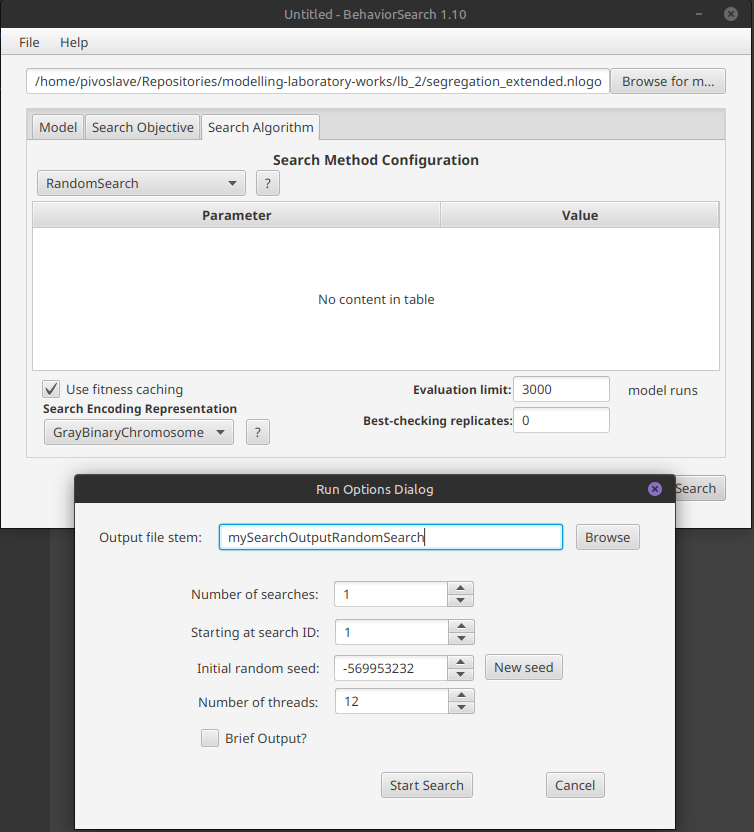 Untitled - BehaviorSearch 1.10
File Help
/home/pivoslave/Repositories/modelling-laboratory-works/lb_2/segregation_extended.nlogo Browse for m...
Model Search Objective Search Algorithm
Search Method Configuration
RandomSearch ?
Parameter Value
No content in table
Use fitness caching Evaluation limit: 3000 model runs
Search Encoding Representation
GrayBinaryChromosome ? Best-checking replicates: 0
Search
Run Options Dialog
Output file stem: mySearchOutputRandomSearch Browse
Number of searches: 1
Starting at search ID: 1
Initial random seed: -569953232 New seed
Number of threads: 12
Brief Output?
Start Search Cancel